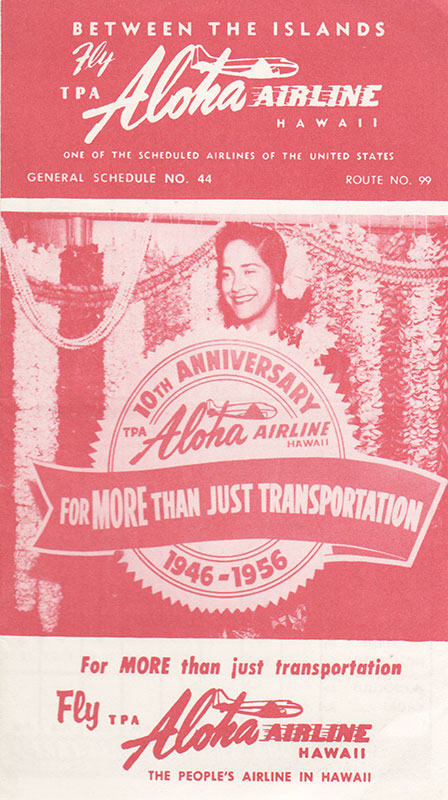 BETWEEN THE ISLANDS
Fly
TPA Aloha AIRLINE
HAWAII
ONE OF THE SCHEDULED AIRLINES OF THE UNITED STATES
GENERAL SCHEDULE NO. 44 ROUTE NO. 99
10TH ANNIVERSARY
TPA Aloha AIRLINE
HAWAII
FOR MORE THAN JUST TRANSPORTATION
1946-1956
For MORE than just transportation
Fly TPA Aloha AIRLINE
HAWAII
THE PEOPLE'S AIRLINE IN HAWAII